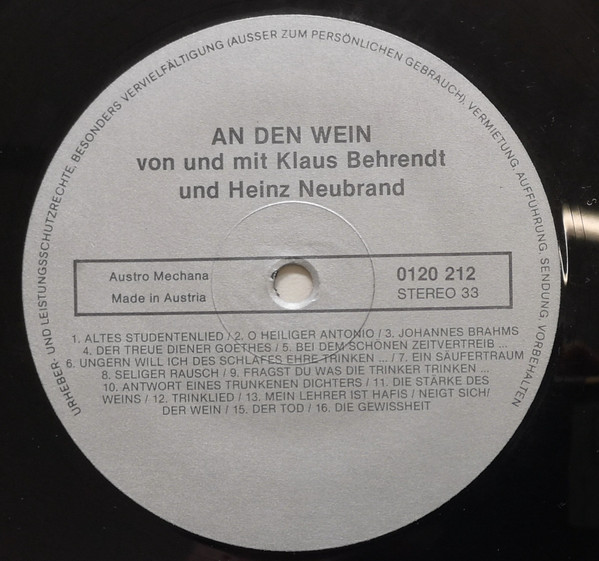 URHEBER- UND LEISTUNGSSCHUTZRECHTE, BESONDERS VERVIELFÄLTIGUNG (AUSSER ZUM PERSÖNLICHEN GEBRAUCH), VERMIETUNG, AUFFÜHRUNG, SENDUNG, VORBEHALTEN
AN DEN WEIN
von und mit Klaus Behrendt
und Heinz Neubrand
Austro Mechana
Made in Austria
0120 212
STEREO 33
1. ALTES STUDENTENLIED / 2. O HEILIGER ANTONIO / 3. JOHANNES BRAHMS
4. DER TREUE DIENER GOETHES / 5. BEI DEM SCHÖNEN ZEITVERTREIB ...
6. UNGERN WILL ICH DES SCHLAFES EHRE TRINKEN ... / 7. EIN SÄUFERTRAUM
8. SELIGER RAUSCH / 9. FRAGST DU WAS DIE TRINKER TRINKEN ...
10. ANTWORT EINES TRUNKENEN DICHTERS / 11. DIE STÄRKE DES
WEINS / 12. TRINKLIED / 13. MEIN LEHRER IST HAFIS / NEIGT SICH/
DER WEIN / 15. DER TOD / 16. DIE GEWISSHEIT